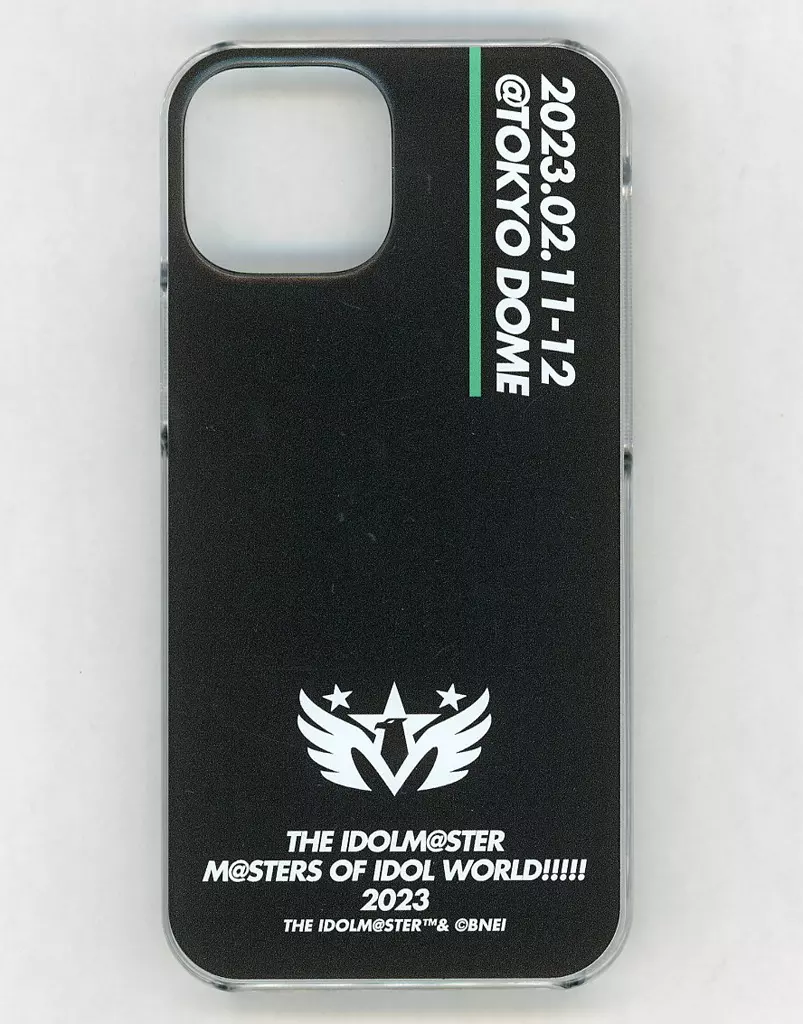 2023.02.11-12
@TOKYO DOME
THE IDOLM@STER
M@STERS OF IDOL WORLD!!!!!
2023
THE IDOLM@STER™& ©BNEI